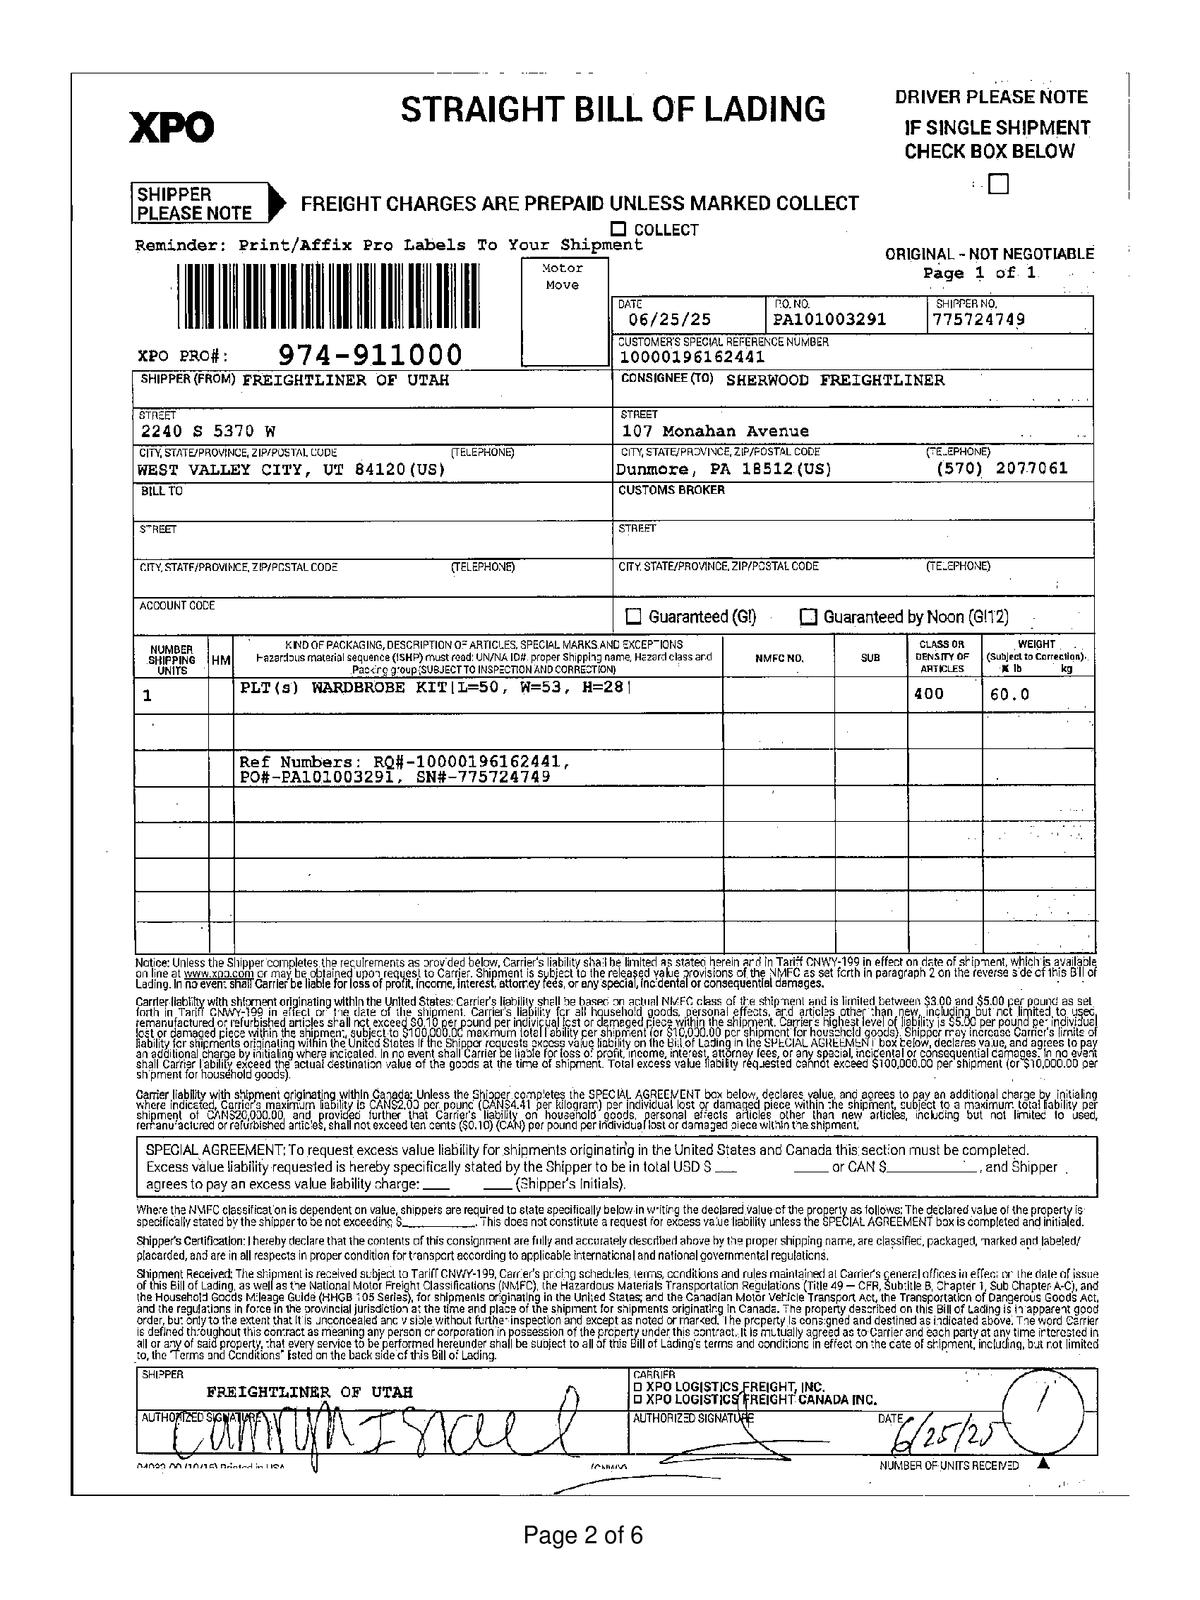 XPO
STRAIGHT BILL OF LADING
DRIVER PLEASE NOTE
IF SINGLE SHIPMENT
CHECK BOX BELOW
SHIPPER
PLEASE NOTE
FREIGHT CHARGES ARE PREPAID UNLESS MARKED COLLECT
COLLECT
Reminder: Print/Affix Pro Labels To Your Shipment
ORIGINAL - NOT NEGOTIABLE
Page 1 of 1
Motor
Move
DATE
06/25/25
P.O. NO.
PA101003291
SHIPPER NO.
775724749
XPO PRO#: 974-911000
CUSTOMER'S SPECIAL REFERENCE NUMBER
10000196162441
SHIPPER (FROM) FREIGHTLINER OF UTAH
CONSIGNEE (TO) SHERWOOD FREIGHTLINER
STREET
2240 S 5370 W
STREET
107 Monahan Avenue
CITY, STATE/PROVINCE, ZIP/POSTAL CODE (TELEPHONE)
WEST VALLEY CITY, UT 84120(US)
CITY, STATE/PROVINCE, ZIP/POSTAL CODE (TELEPHONE)
Dunmore, PA 18512(US) (570) 2077061
BILL TO
CUSTOMS BROKER
STREET
STREET
CITY, STATE/PROVINCE, ZIP/POSTAL CODE (TELEPHONE)
CITY, STATE/PROVINCE, ZIP/POSTAL CODE (TELEPHONE)
ACCOUNT CODE
Guaranteed (G!) Guaranteed by Noon (G!12)
NUMBER
SHIPPING
UNITS
HM
KIND OF PACKAGING, DESCRIPTION OF ARTICLES, SPECIAL MARKS AND EXCEPTIONS
Hazardous material sequence (ISHP) must read: UN/NA ID#, proper Shipping name, Hazard class and
Packing group (SUBJECT TO INSPECTION AND CORRECTION)
NMFC NO.
SUB
CLASS OR
DENSITY OF
ARTICLES
WEIGHT
(Subject to Correction)
lb kg
1 PLT(s) WARDBROBE KIT|L=50, W=53, H=28| 400 60.0
Ref Numbers: RQ#-10000196162441,
PO#-PA101003291, SN#-775724749
Notice: Unless the Shipper completes the requirements as provided below, Carrier's liability shall be limited as stated herein and in Tariff CNWY-199 in effect on date of shipment, which is available
on line at www.xpo.com or may be obtained upon request to Carrier. Shipment is subject to the released value provisions of the NMFC as set forth in paragraph 2 on the reverse side of this Bill of
Lading. In no event shall Carrier be liable for loss of profit, income, interest, attorney fees, or any special, incidental or consequential damages.
Carrier liability with shipment originating within the United States: Carrier's liability shall be based on actual NMFC class of the shipment and is limited between $3.00 and $5.00 per pound as set
forth in Tariff CNWY-199 in effect on the date of the shipment. Carrier's liability for all household goods, personal effects, and articles other than new, including but not limited to used,
remanufactured or refurbished articles shall not exceed $0.10 per pound per individual lost or damaged piece within the shipment. Carrier's highest level of liability is $5.00 per pound per individual
lost or damaged piece within the shipment, subject to $100,000.00 maximum total liability per shipment (or $10,000.00 per shipment for household goods). Shipper may increase Carrier's limits of
liability for shipments originating within the United States if the Shipper requests excess value liability on the Bill of Lading in the SPECIAL AGREEMENT box below, declares value, and agrees to pay
an additional charge by initialing where indicated. In no event shall Carrier be liable for loss of profit, income, interest, attorney fees, or any special, incidental or consequential damages. In no event
shall Carrier liability exceed the actual destination value of the goods at the time of shipment. Total excess value liability requested cannot exceed $100,000.00 per shipment (or $10,000.00 per
shipment for household goods).
Carrier liability with shipment originating within Canada: Unless the Shipper completes the SPECIAL AGREEMENT box below, declares value, and agrees to pay an additional charge by initialing
where indicated, Carrier's maximum liability is CAN$2.00 per pound (CAN$4.41 per kilogram) per individual lost or damaged piece within the shipment, subject to a maximum total liability per
shipment of CAN$20,000.00, and provided further that Carrier's liability on household goods, personal effects articles other than new articles, including but not limited to used,
remanufactured or refurbished articles, shall not exceed ten cents ($0.10) (CAN) per pound per individual lost or damaged piece within the shipment.
SPECIAL AGREEMENT: To request excess value liability for shipments originating in the United States and Canada this section must be completed.
Excess value liability requested is hereby specifically stated by the Shipper to be in total USD $ ___ ____ or CAN $__________, and Shipper
agrees to pay an excess value liability charge: ____ ____ (Shipper's Initials).
Where the NMFC classification is dependent on value, shippers are required to state specifically below in writing the declared value of the property as follows: The declared value of the property is
specifically stated by the shipper to be not exceeding $__________. This does not constitute a request for excess value liability unless the SPECIAL AGREEMENT box is completed and initialed.
Shipper's Certification: I hereby declare that the contents of this consignment are fully and accurately described above by the proper shipping name, are classified, packaged, marked and labeled/
placarded, and are in all respects in proper condition for transport according to applicable international and national governmental regulations.
Shipment Received: The shipment is received subject to Tariff CNWY-199, Carrier's pricing schedules, terms, conditions and rules maintained at Carrier's general offices in effect on the date of issue
of this Bill of Lading, as well as the National Motor Freight Classifications (NMFC), the Hazardous Materials Transportation Regulations (Title 49 — CFR, Subtitle B, Chapter 1, Sub Chapter A-C), and
the Household Goods Mileage Guide (HHGB 105 Series), for shipments originating in the United States; and the Canadian Motor Vehicle Transport Act, the Transportation of Dangerous Goods Act,
and the regulations in force in the provincial jurisdiction at the time and place of the shipment for shipments originating in Canada. The property described on this Bill of Lading is in apparent good
order, but only to the extent that it is unconcealed and visible without further inspection and except as noted or marked. The property is consigned and destined as indicated above. The word Carrier
is defined throughout this contract as meaning any person or corporation in possession of the property under this contract. It is mutually agreed as to Carrier and each party at any time interested in
all or any of said property, that every service to be performed hereunder shall be subject to all of this Bill of Lading's terms and conditions in effect on the date of shipment, including, but not limited
to, the "Terms and Conditions" listed on the back side of this Bill of Lading.
SHIPPER
FREIGHTLINER OF UTAH
CARRIER
XPO LOGISTICS FREIGHT, INC.
XPO LOGISTICS FREIGHT CANADA INC.
1
AUTHORIZED SIGNATURE
AUTHORIZED SIGNATURE
DATE
6/25/25
NUMBER OF UNITS RECEIVED
Page 2 of 6